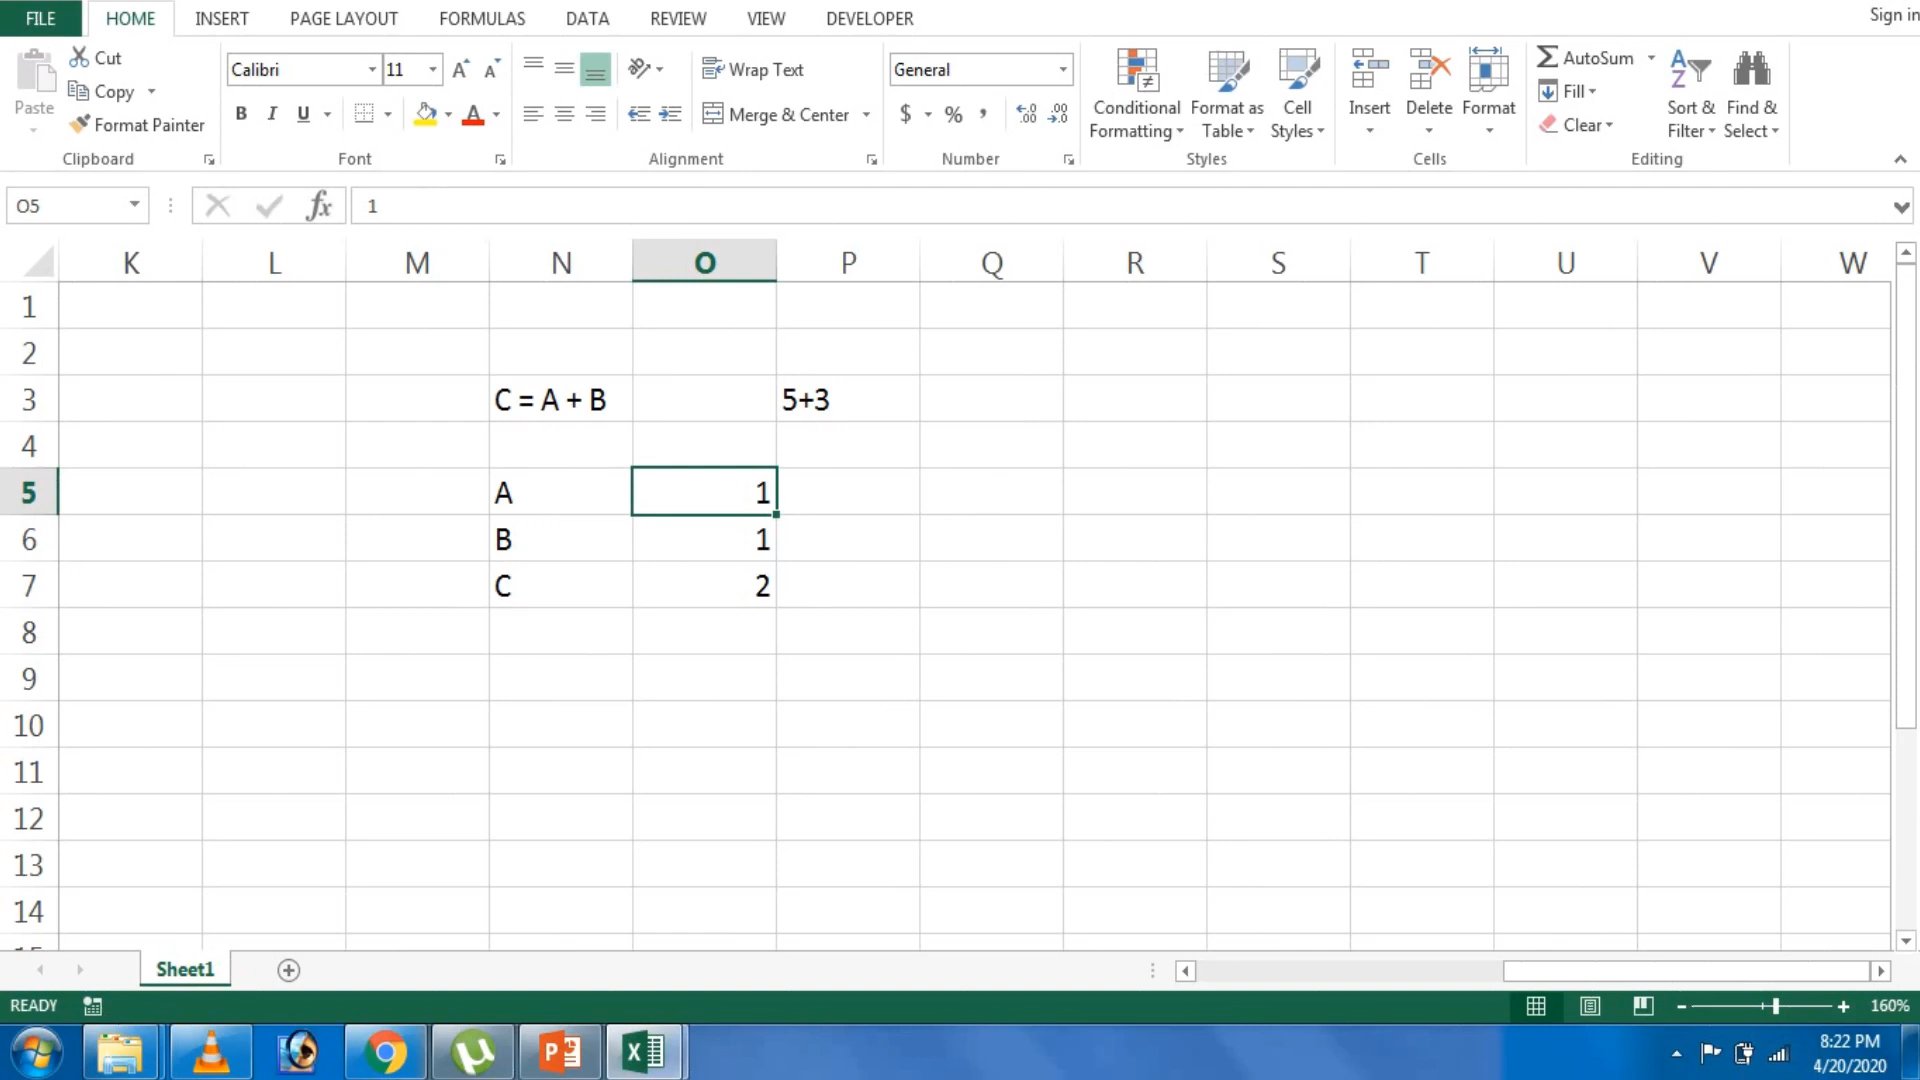 FILE HOME INSERT PAGE LAYOUT FORMULAS DATA REVIEW VIEW DEVELOPER Sign in
Paste Cut Copy Format Painter
Calibri 11
B I U A
Wrap Text
Merge & Center
General
$ % ,
Conditional Formatting
Format as Table
Cell Styles
Insert Delete Format
AutoSum
Fill
Clear
Sort & Filter
Find & Select
Clipboard Font Alignment Number Styles Cells Editing
O5 fx 1
K L M N O P Q R S T U V W
1
2
3 C = A + B 5+3
4
5 A 1
6 B 1
7 C 2
8
9
10
11
12
13
14
Sheet1
READY 160%
8:22 PM
4/20/2020